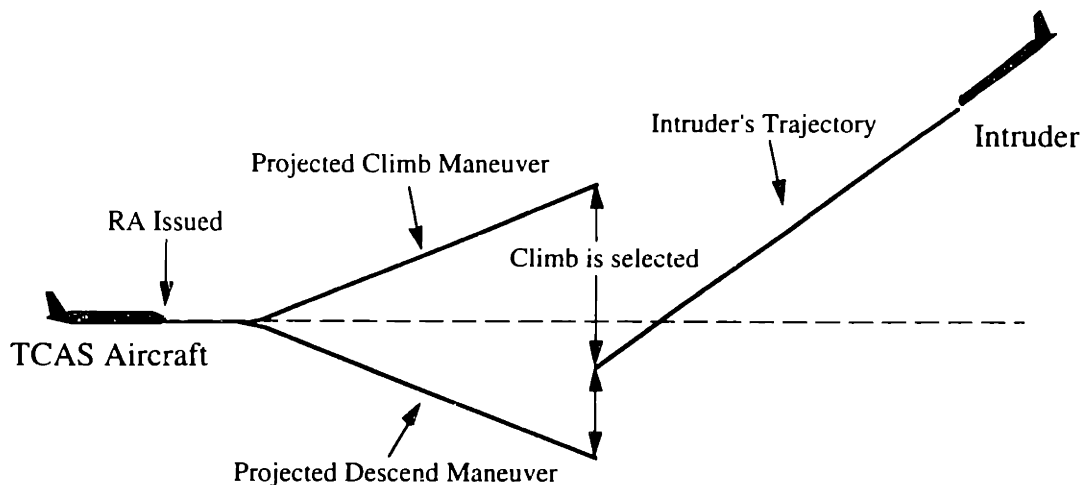 Intruder's Trajectory
Intruder
Projected Climb Maneuver
RA Issued
Climb is selected
TCAS Aircraft
Projected Descend Maneuver